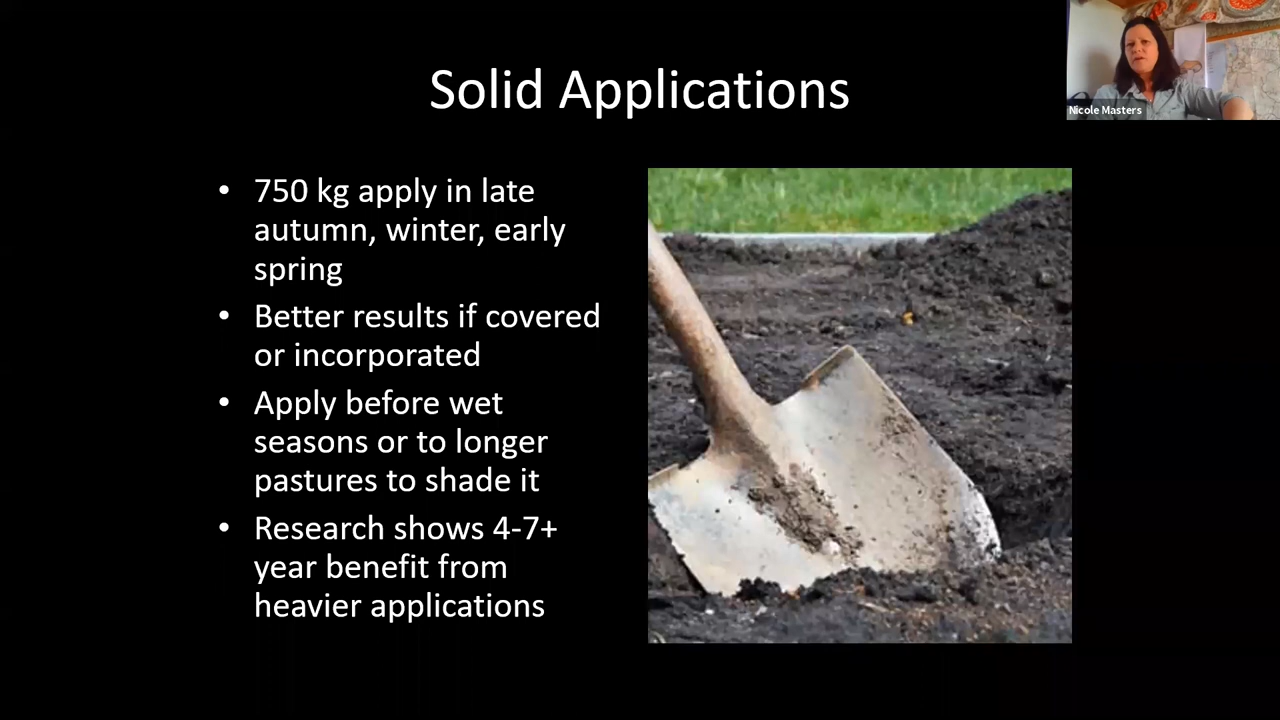 Solid Applications
Nicole Masters
• 750 kg apply in late
autumn, winter, early
spring
• Better results if covered
or incorporated
• Apply before wet
seasons or to longer
pastures to shade it
• Research shows 4-7+
year benefit from
heavier applications